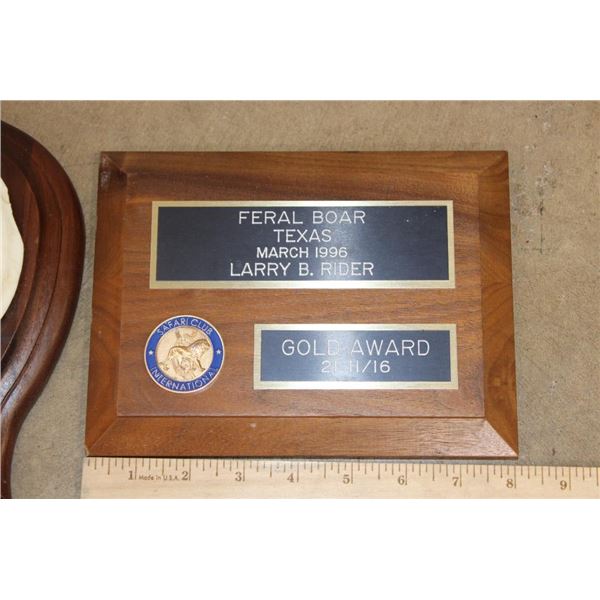 FERAL BOAR
TEXAS
MARCH 1996
LARRY B. RIDER
SAFARI CLUB
INTERNATIONAL
GOLD AWARD
21-11/16
1 2 3 4 5 6 7 8 9
Made in U.S.A.